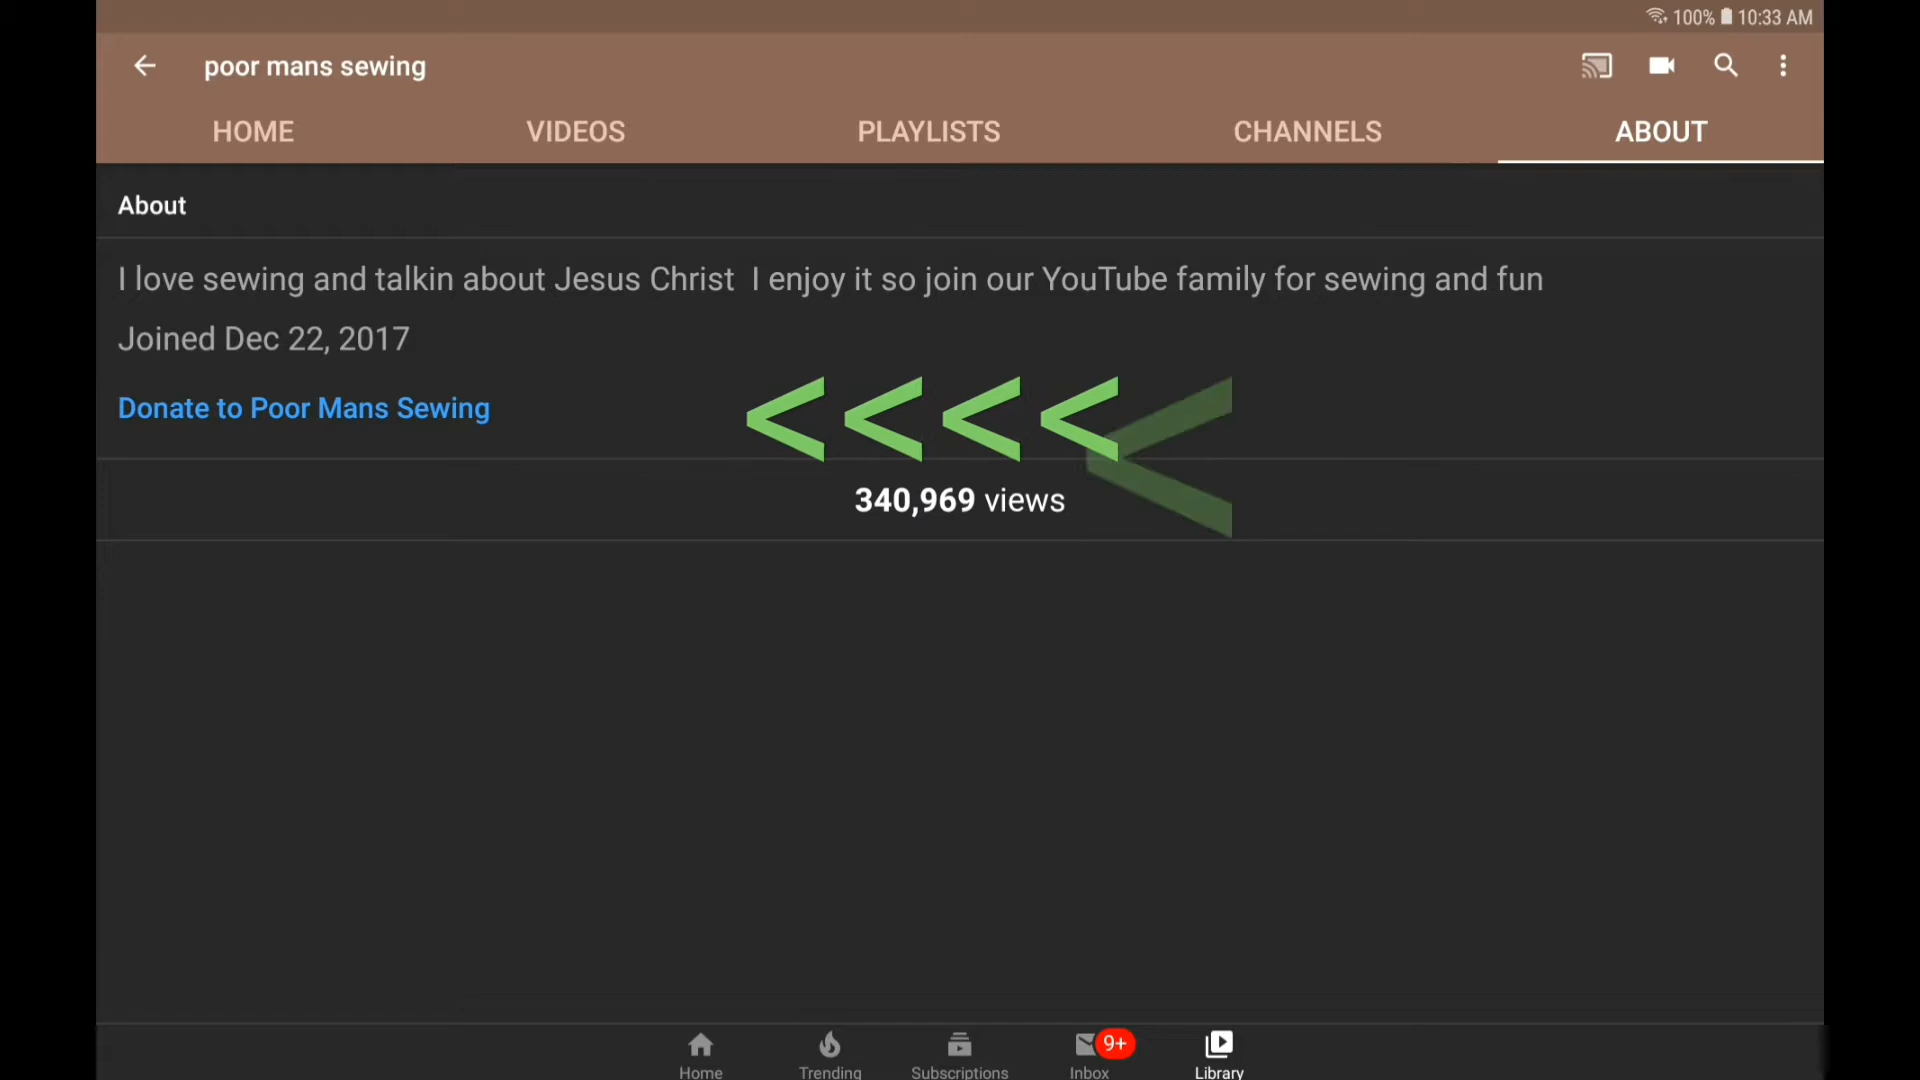 100% 10:33 AM
poor mans sewing
HOME VIDEOS PLAYLISTS CHANNELS ABOUT
About
I love sewing and talkin about Jesus Christ  I enjoy it so join our YouTube family for sewing and fun
Joined Dec 22, 2017
Donate to Poor Mans Sewing
<<<< <
340,969 views
9+
Home Trending Subscriptions Inbox Library